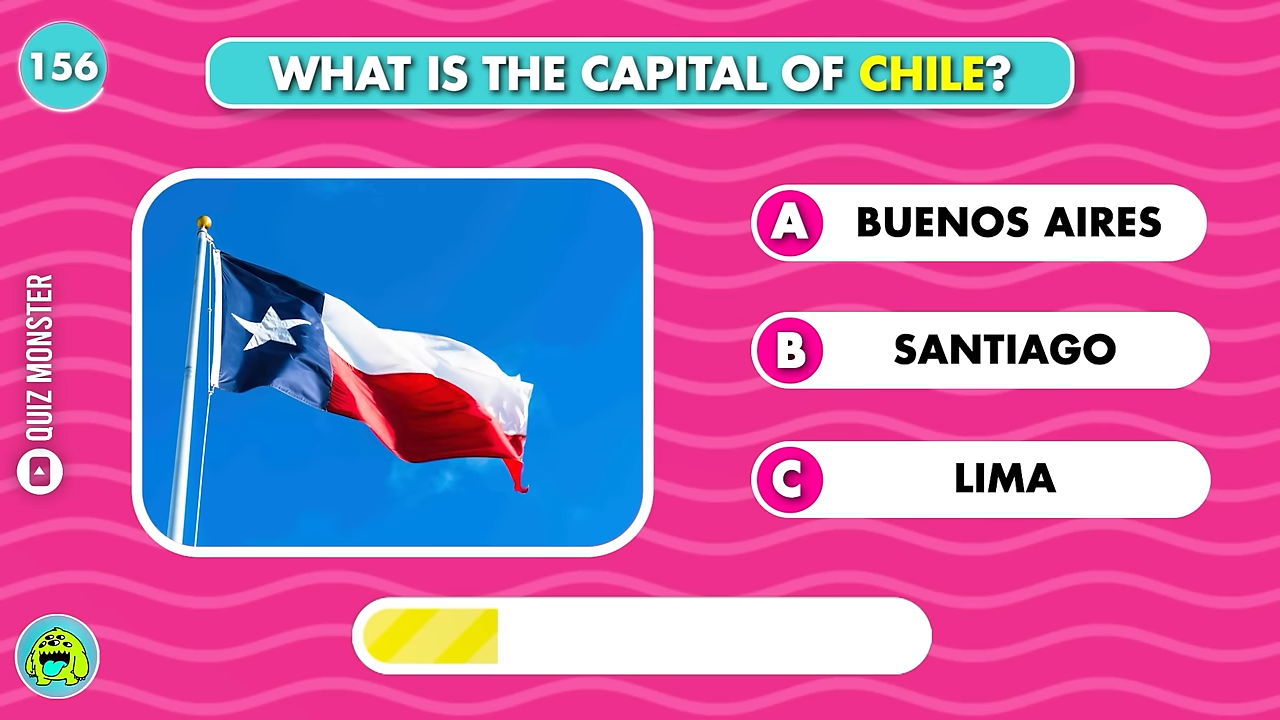 156
WHAT IS THE CAPITAL OF CHILE?
A BUENOS AIRES
B SANTIAGO
C LIMA
QUIZ MONSTER